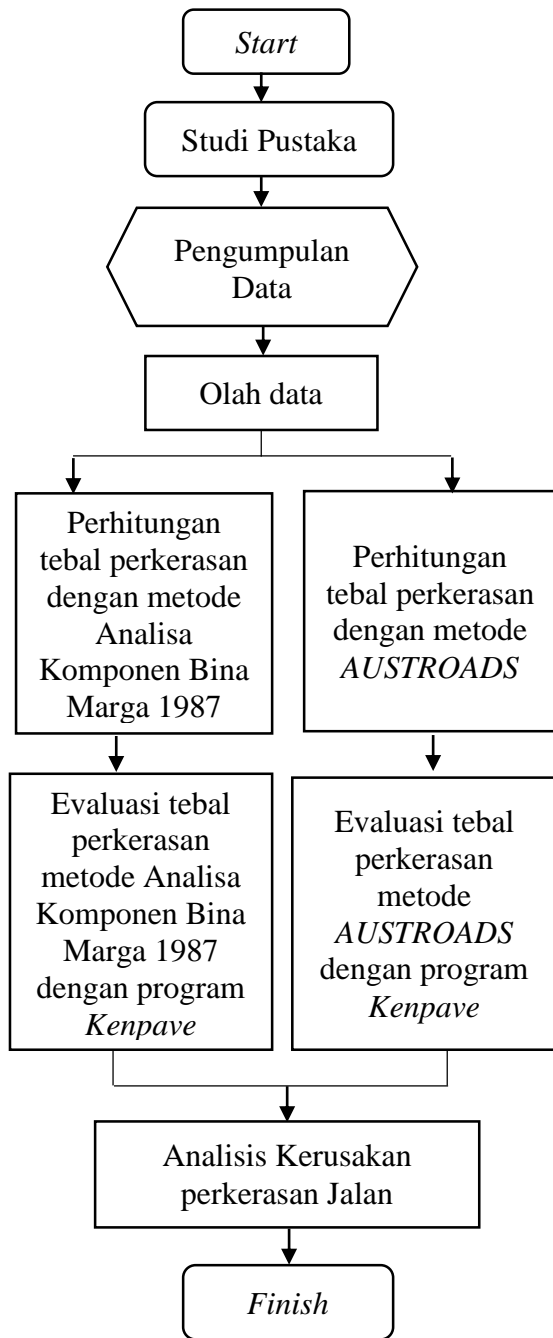 Start
Studi Pustaka
Pengumpulan
Data
Olah data
Perhitungan
tebal perkerasan
dengan metode
Analisa
Komponen Bina
Marga 1987
Perhitungan
tebal perkerasan
dengan metode
AUSTROADS
Evaluasi tebal
perkerasan
metode Analisa
Komponen Bina
Marga 1987
dengan program
Kenpave
Evaluasi tebal
perkerasan
metode
AUSTROADS
dengan program
Kenpave
Analisis Kerusakan
perkerasan Jalan
Finish